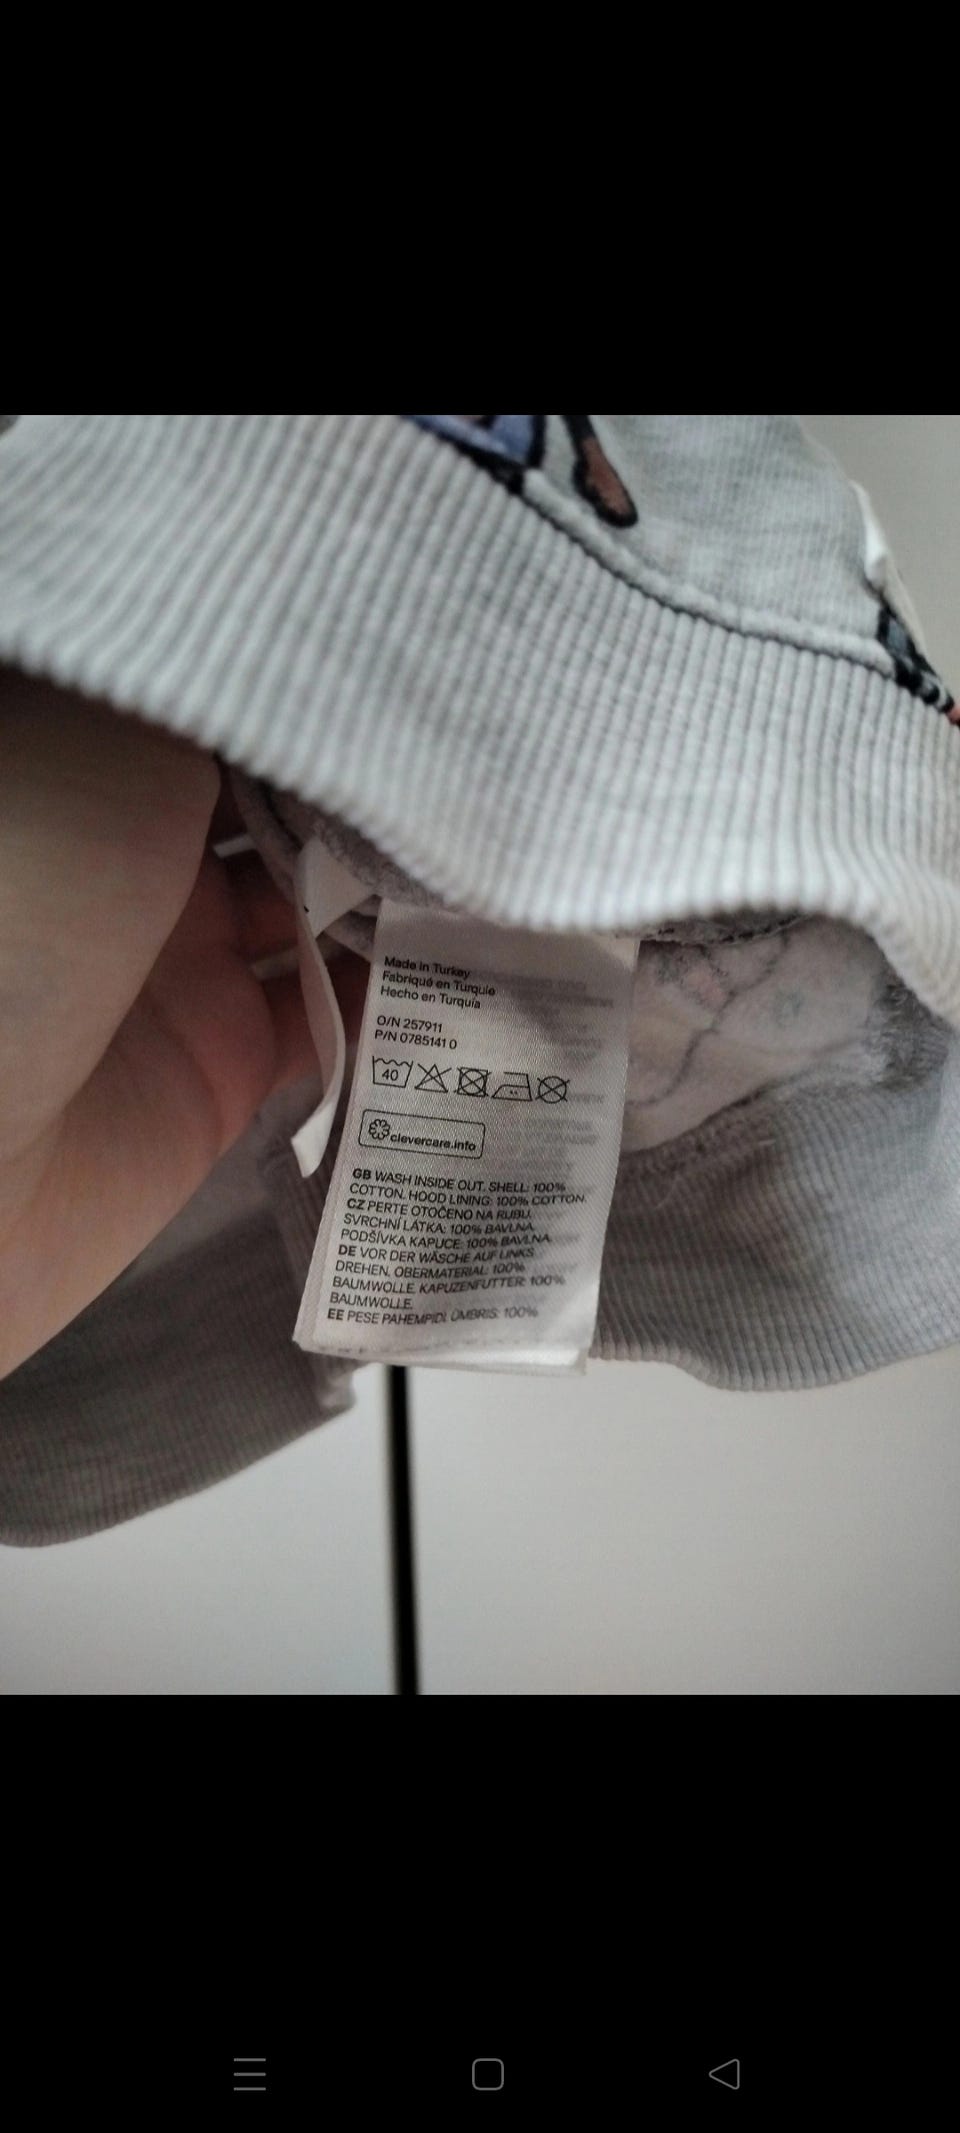 Made in Turkey
Fabriqué en Turquie
Hecho en Turquía
O/N 257911
P/N 0785141 0
40
clevercare.info
GB WASH INSIDE OUT. SHELL: 100%
COTTON. HOOD LINING: 100% COTTON.
CZ PERTE OTOČENO NA RUBU.
SVRCHNÍ LÁTKA: 100% BAVLNA.
PODŠÍVKA KAPUCE: 100% BAVLNA.
DE VOR DER WÄSCHE AUF LINKS
DREHEN. OBERMATERIAL: 100%
BAUMWOLLE. KAPUZENFUTTER: 100%
BAUMWOLLE.
EE PESE PAHEMPIDI. ÜMBRIS: 100%